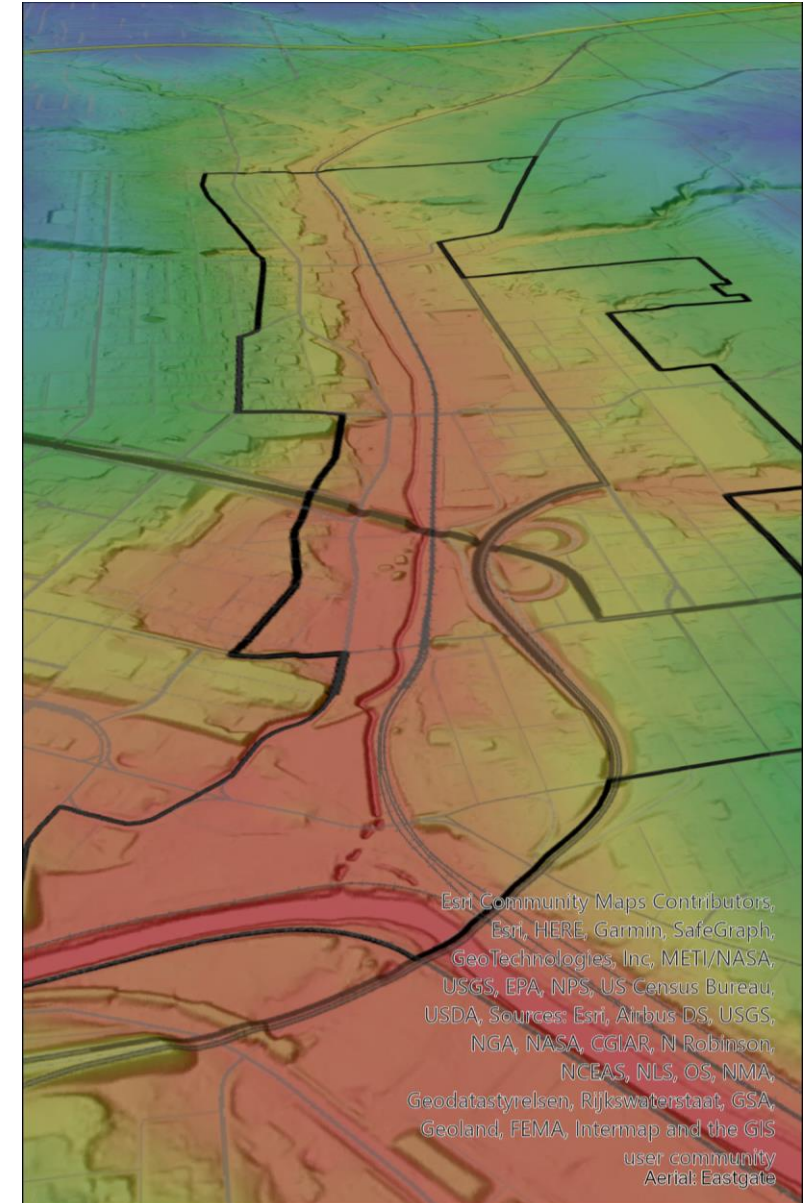 Esri Community Maps Contributors,
Esri, HERE, Garmin, SafeGraph,
GeoTechnologies, Inc, METI/NASA,
USGS, EPA, NPS, US Census Bureau,
USDA, Sources: Esri, Airbus DS, USGS,
NGA, NASA, CGIAR, N Robinson,
NCEAS, NLS, OS, NMA,
Geodatastyrelsen, Rijkswaterstaat, GSA,
Geoland, FEMA, Intermap and the GIS
user community
Aerial: Eastgate